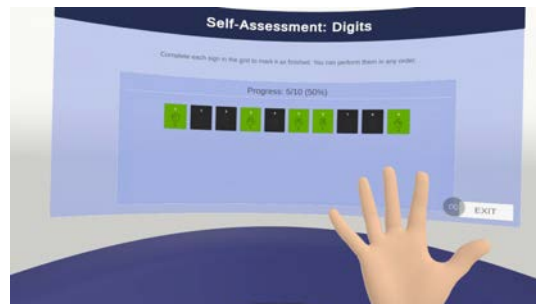 Self-Assessment: Digits
Complete each sign in the grid to mark it as finished. You can perform them in any order.
Progress: 5/10 (50%)
EXIT